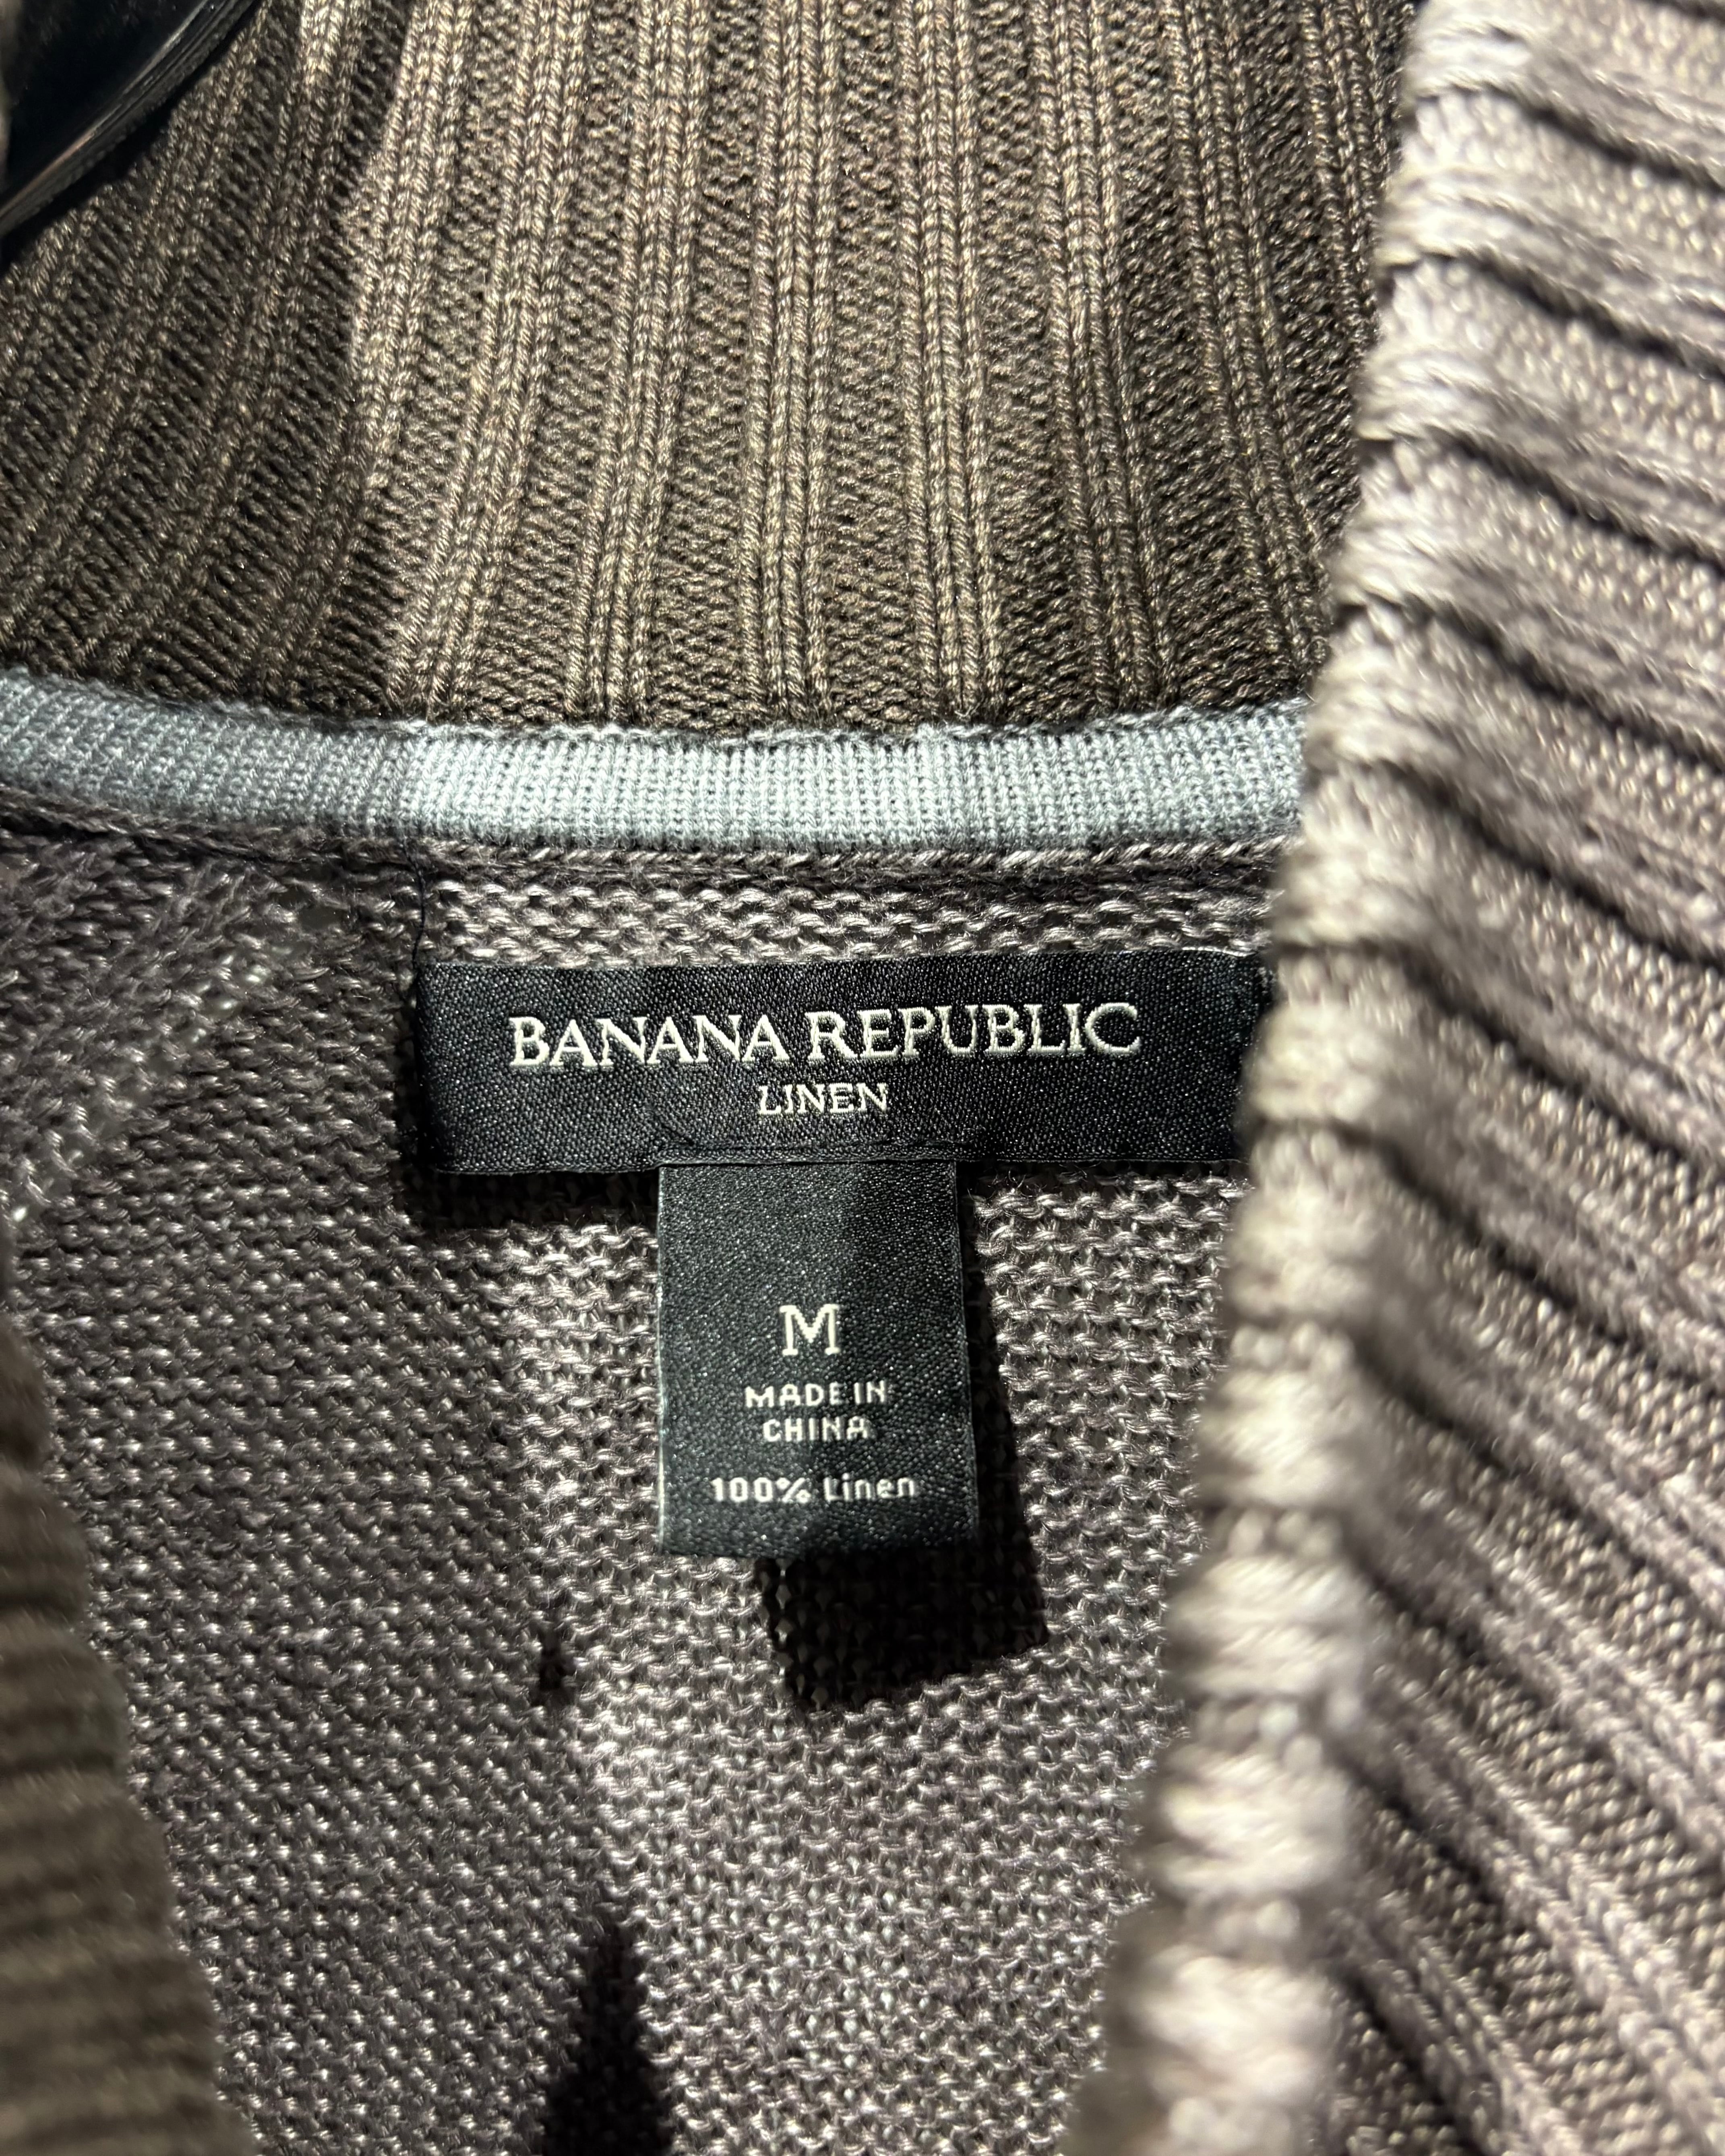 BANANA REPUBLIC
LINEN
M
MADE IN
CHINA
100% Linen